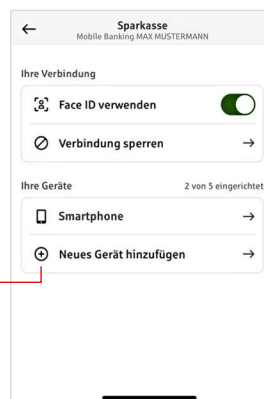 Sparkasse
Mobile Banking MAX MUSTERMANN
Ihre Verbindung
Face ID verwenden
Verbindung sperren
Ihre Geräte 2 von 5 eingerichtet
Smartphone
Neues Gerät hinzufügen